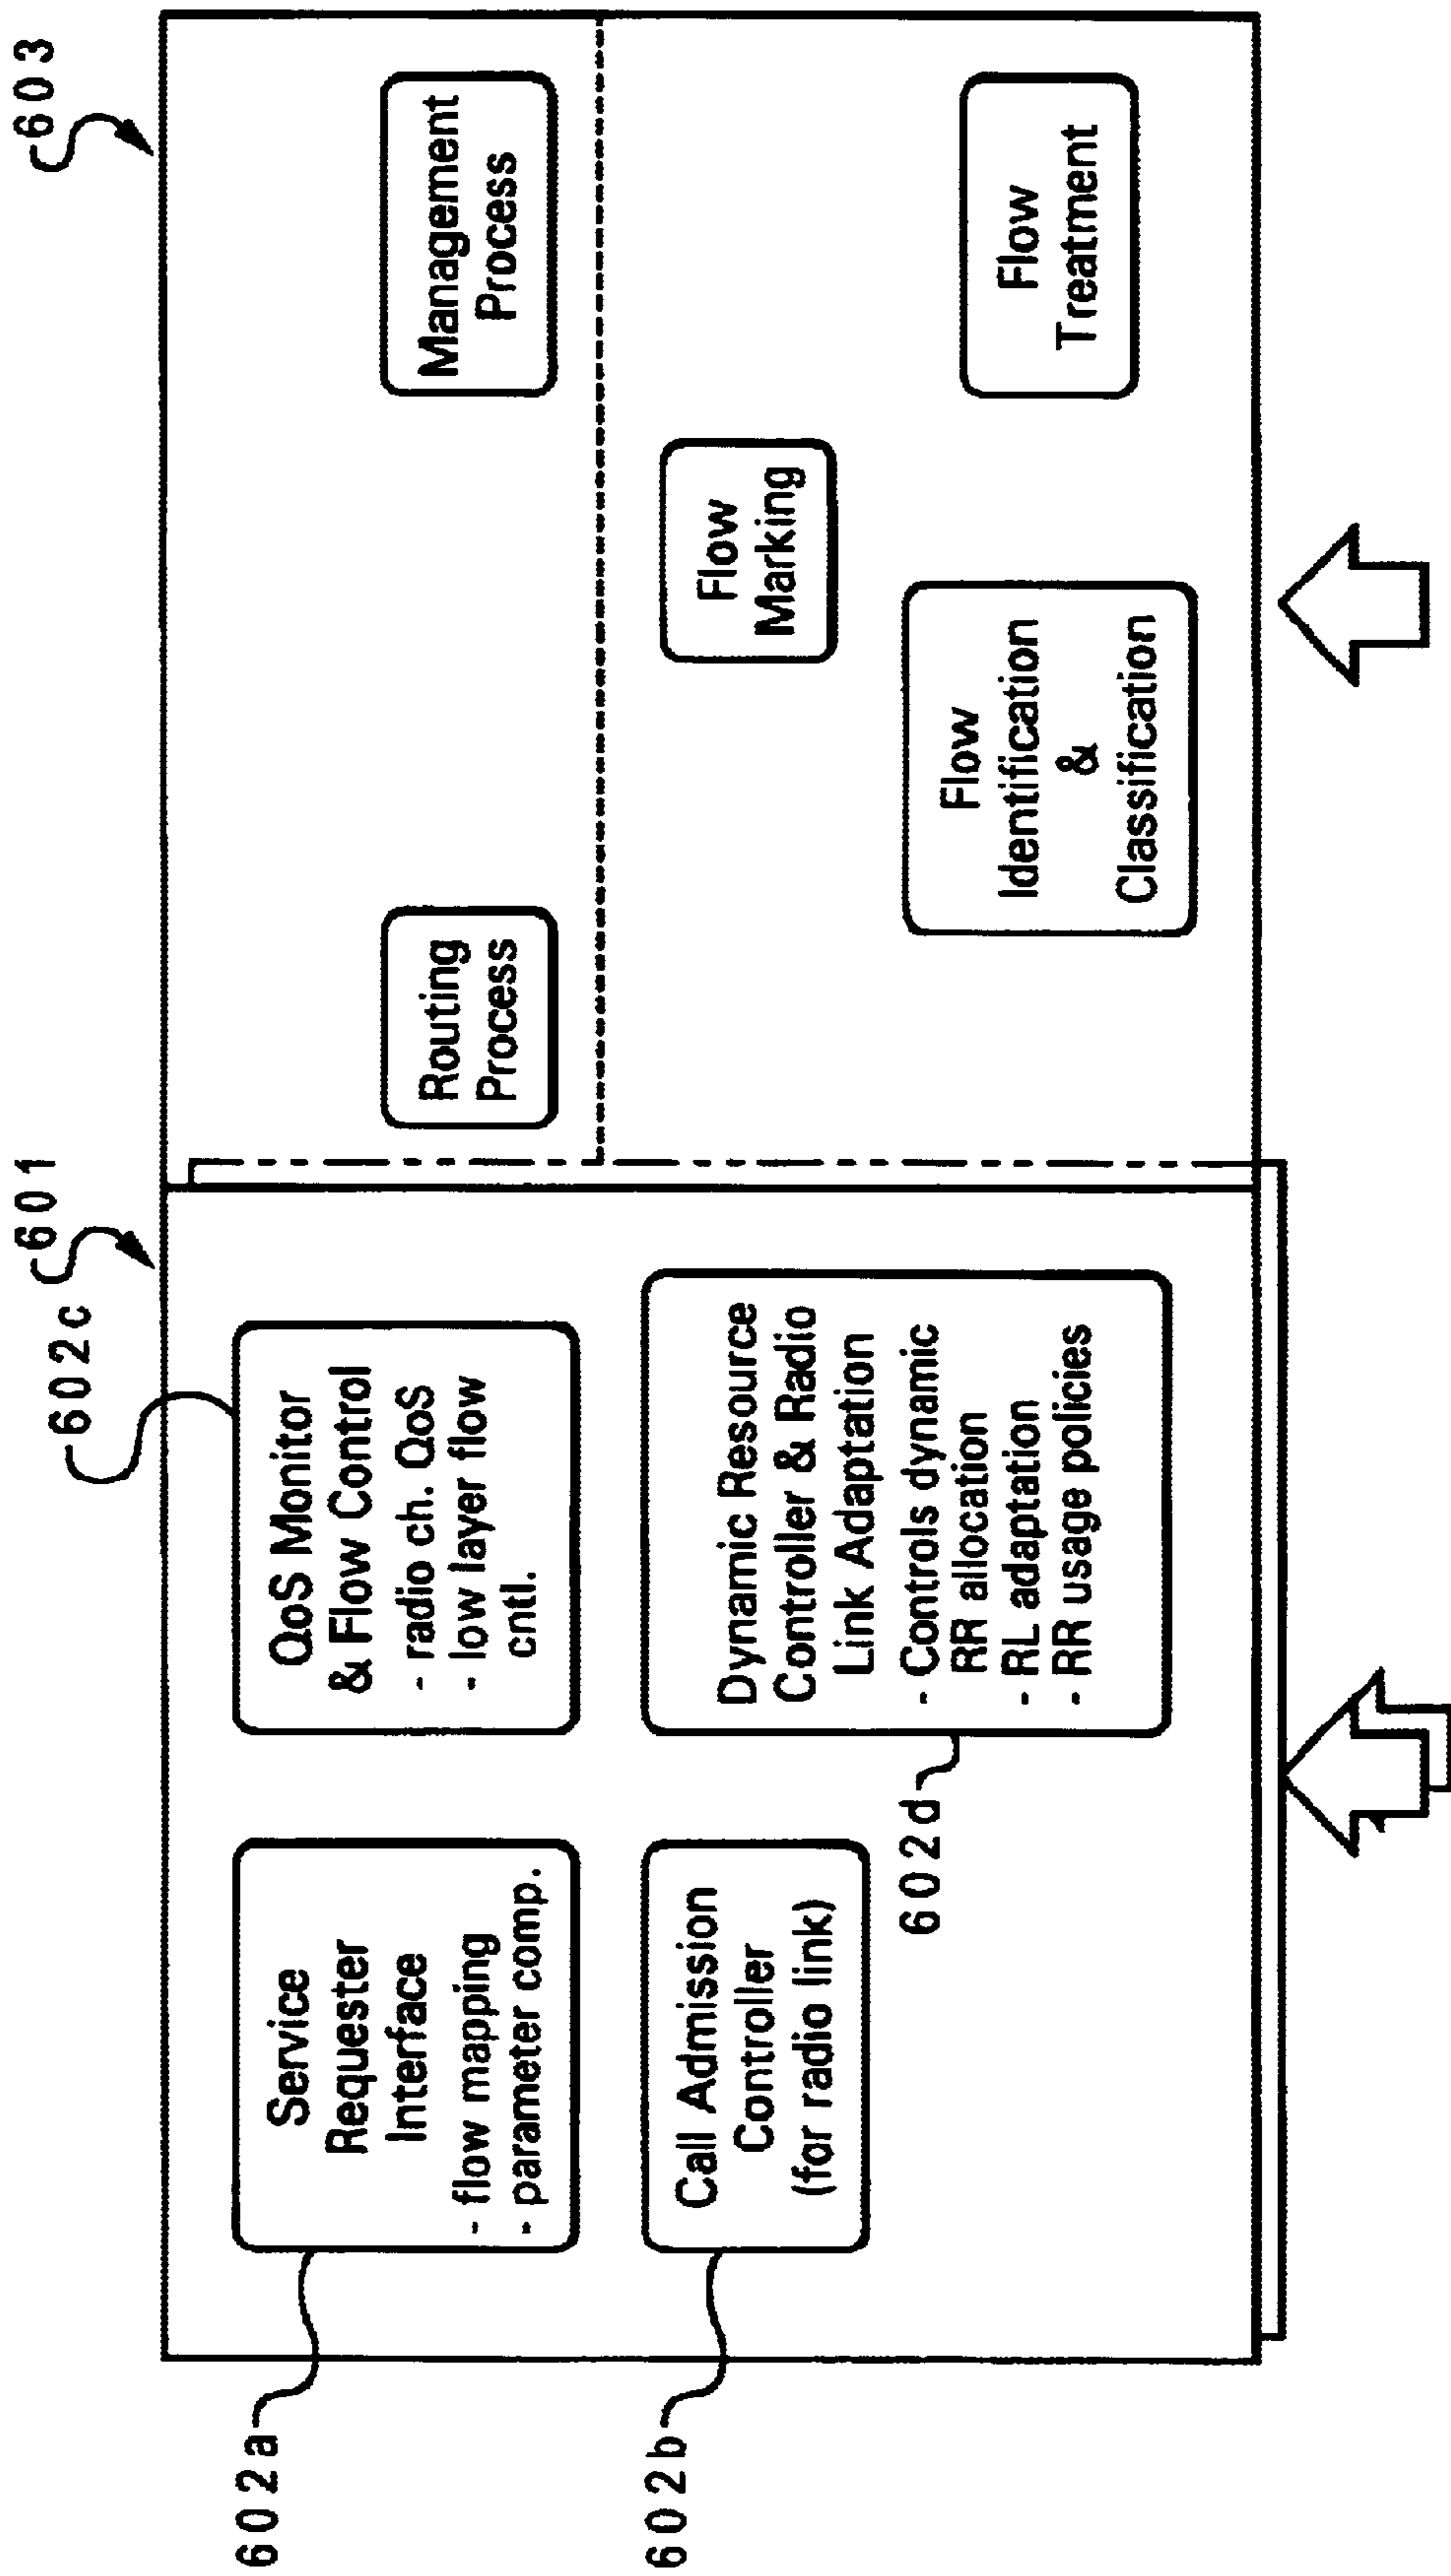 602a
Service
Requester
Interface
- flow mapping
- parameter comp.
602c
QoS Monitor
& Flow Control
- radio ch. QoS
- low layer flow
cntl.
601
602b
Call Admission
Controller
(for radio link)
602d
Dynamic Resource
Controller & Radio
Link Adaptation
- Controls dynamic
RR allocation
- RL adaptation
- RR usage policies
603
Routing
Process
Management
Process
Flow
Marking
Flow
Identification
&
Classification
Flow
Treatment